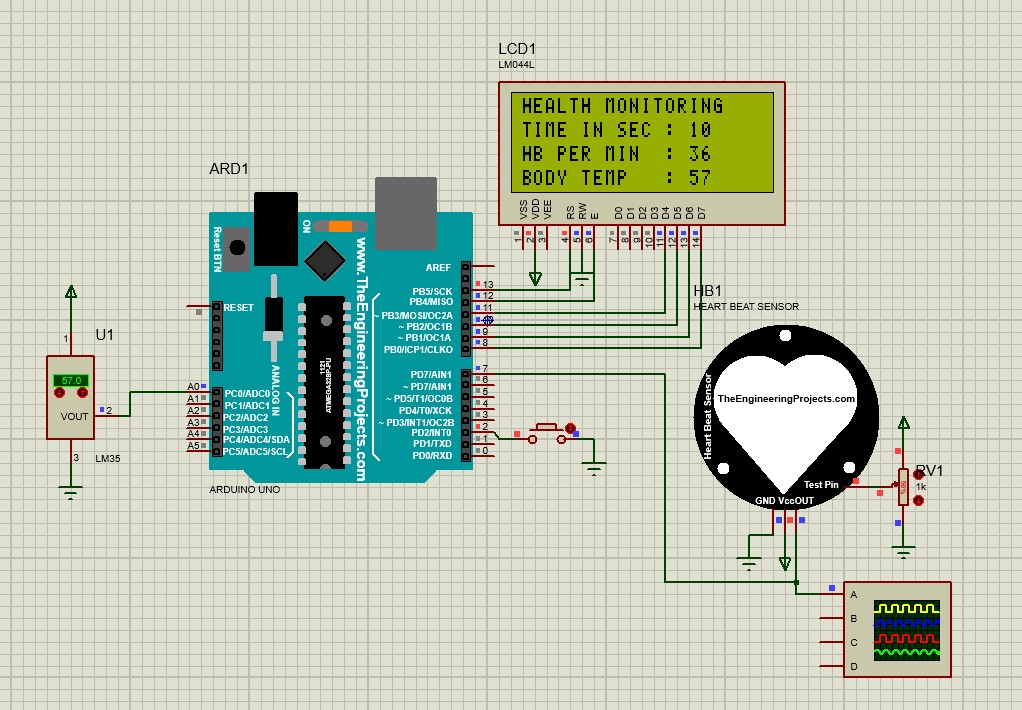 LCD1
LM044L
HEALTH MONITORING
TIME IN SEC : 10
HB PER MIN : 36
BODY TEMP : 57
VSS VDD VEE RS RW E D0 D1 D2 D3 D4 D5 D6 D7
1 2 3 4 5 6 7 8 9 10 11 12 13 14
ARD1
Reset BTN
ON
www.TheEngineeringProjects.com
ANALOG IN
1121
ATMEGA328P-PU
RESET
AREF
PB5/SCK 13
PB4/MISO 12
~ PB3/MOSI/OC2A 11
~ PB2/OC1B
~ PB1/OC1A 9
PB0/ICP1/CLKO 8
PD7/AIN1 7
~ PD7/AIN1 6
~ PD5/T1/OC0B 5
PD4/T0/XCK 4
~ PD3/INT1/OC2B 3
PD2/INT0 2
PD1/TXD 1
PD0/RXD 0
A0 PC0/ADC0
A1 PC1/ADC1
A2 PC2/ADC2
A3 PC3/ADC3
A4 PC4/ADC4/SDA
A5 PC5/ADC5/SCL
ARDUINO UNO
U1
1
57.0
VOUT 2
3
LM35
HB1
HEART BEAT SENSOR
Heart Beat Sensor
TheEngineeringProjects.com
Test Pin
GND Vcc OUT
RV1
1k
A
B
C
D